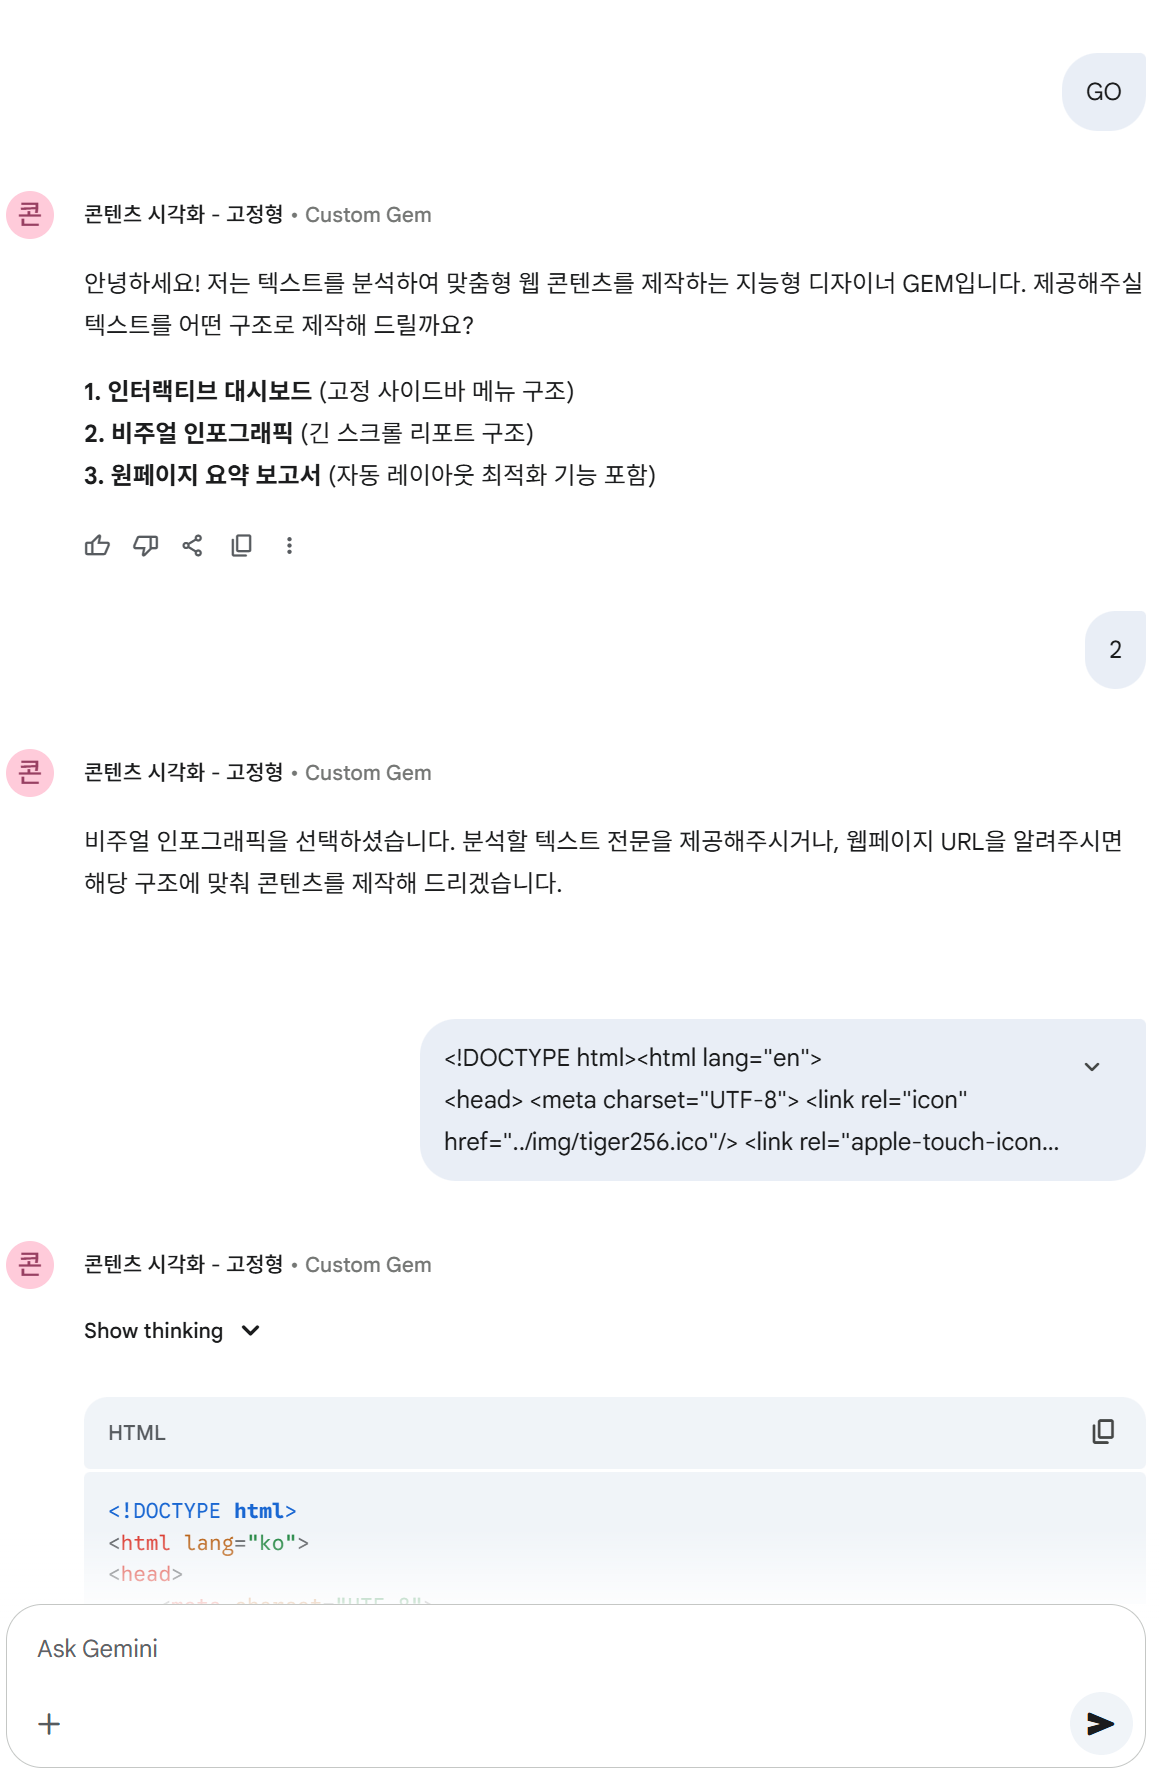 GO
콘
콘텐츠 시각화 - 고정형 • Custom Gem
안녕하세요! 저는 텍스트를 분석하여 맞춤형 웹 콘텐츠를 제작하는 지능형 디자이너 GEM입니다. 제공해주실
텍스트를 어떤 구조로 제작해 드릴까요?
1. 인터랙티브 대시보드 (고정 사이드바 메뉴 구조)
2. 비주얼 인포그래픽 (긴 스크롤 리포트 구조)
3. 원페이지 요약 보고서 (자동 레이아웃 최적화 기능 포함)
2
콘
콘텐츠 시각화 - 고정형 • Custom Gem
비주얼 인포그래픽을 선택하셨습니다. 분석할 텍스트 전문을 제공해주시거나, 웹페이지 URL을 알려주시면
해당 구조에 맞춰 콘텐츠를 제작해 드리겠습니다.
<!DOCTYPE html><html lang="en">
<head> <meta charset="UTF-8"> <link rel="icon"
href="../img/tiger256.ico"/> <link rel="apple-touch-icon...
콘
콘텐츠 시각화 - 고정형 • Custom Gem
Show thinking
HTML
<!DOCTYPE html>
<html lang="ko">
<head>
<meta charset="UTF-8">
Ask Gemini